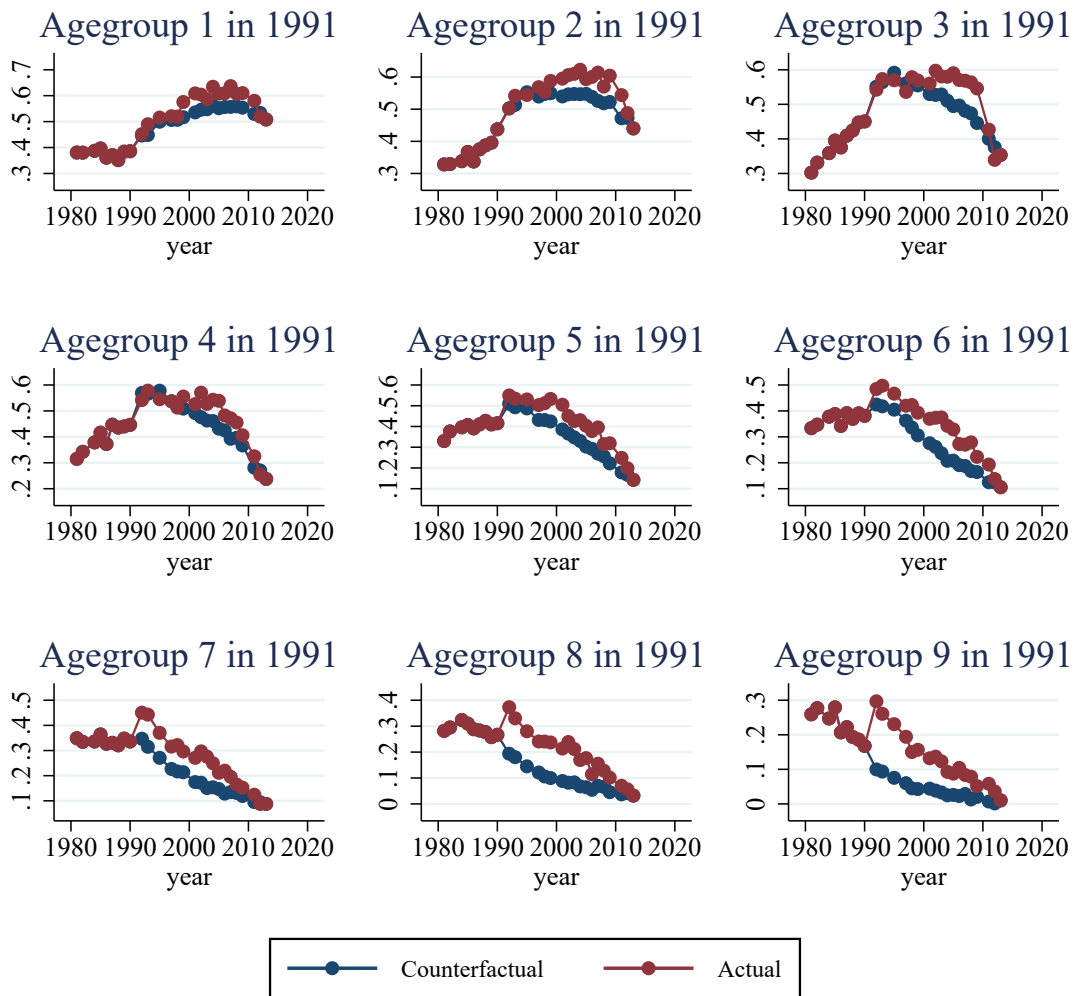 Agegroup 1 in 1991
Agegroup 2 in 1991
Agegroup 3 in 1991
.3 .4 .5 .6 .7
.3 .4 .5 .6
.3 .4 .5 .6
1980 1990 2000 2010 2020
1980 1990 2000 2010 2020
1980 1990 2000 2010 2020
year
year
year
Agegroup 4 in 1991
Agegroup 5 in 1991
Agegroup 6 in 1991
.2 .3 .4 .5 .6
.1 .2 .3 .4 .5 .6
.1 .2 .3 .4 .5
1980 1990 2000 2010 2020
1980 1990 2000 2010 2020
1980 1990 2000 2010 2020
year
year
year
Agegroup 7 in 1991
Agegroup 8 in 1991
Agegroup 9 in 1991
.1 .2 .3 .4 .5
0 .1 .2 .3 .4
0 .1 .2 .3
1980 1990 2000 2010 2020
1980 1990 2000 2010 2020
1980 1990 2000 2010 2020
year
year
year
Counterfactual
Actual